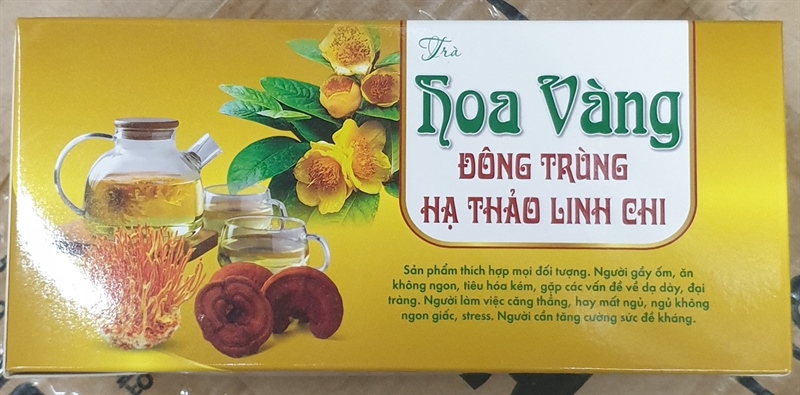 Trà
Hoa Vàng
ĐÔNG TRÙNG
HẠ THẢO LINH CHI
Sản phẩm thích hợp mọi đối tượng. Người gầy ốm, ăn
không ngon, tiêu hóa kém, gặp các vấn đề về dạ dày, đại
tràng. Người làm việc căng thẳng, hay mất ngủ, ngủ không
ngon giấc, stress. Người cần tăng cường sức đề kháng.